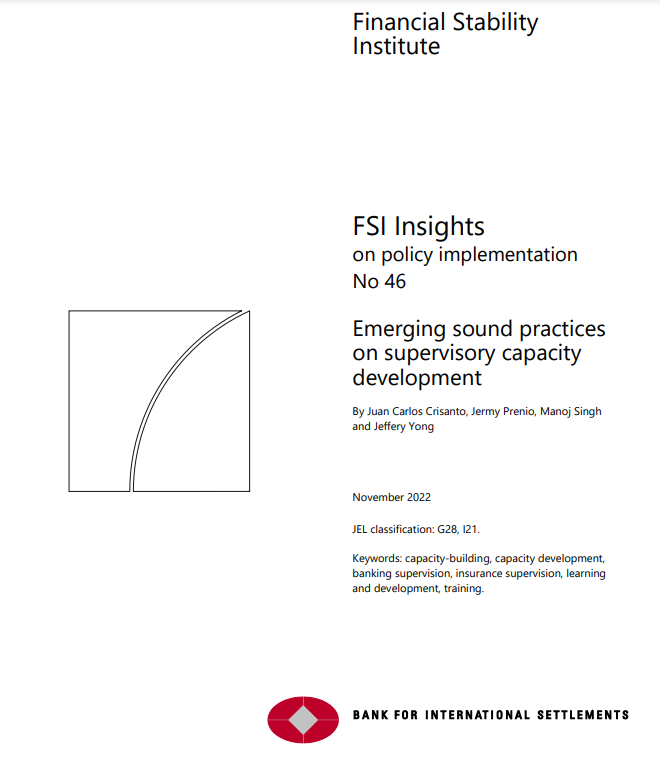 Financial Stability
Institute
FSI Insights
on policy implementation
No 46
Emerging sound practices
on supervisory capacity
development
By Juan Carlos Crisanto, Jermy Prenio, Manoj Singh
and Jeffery Yong
November 2022
JEL classification: G28, I21.
Keywords: capacity-building, capacity development,
banking supervision, insurance supervision, learning
and development, training.
BANK FOR INTERNATIONAL SETTLEMENTS